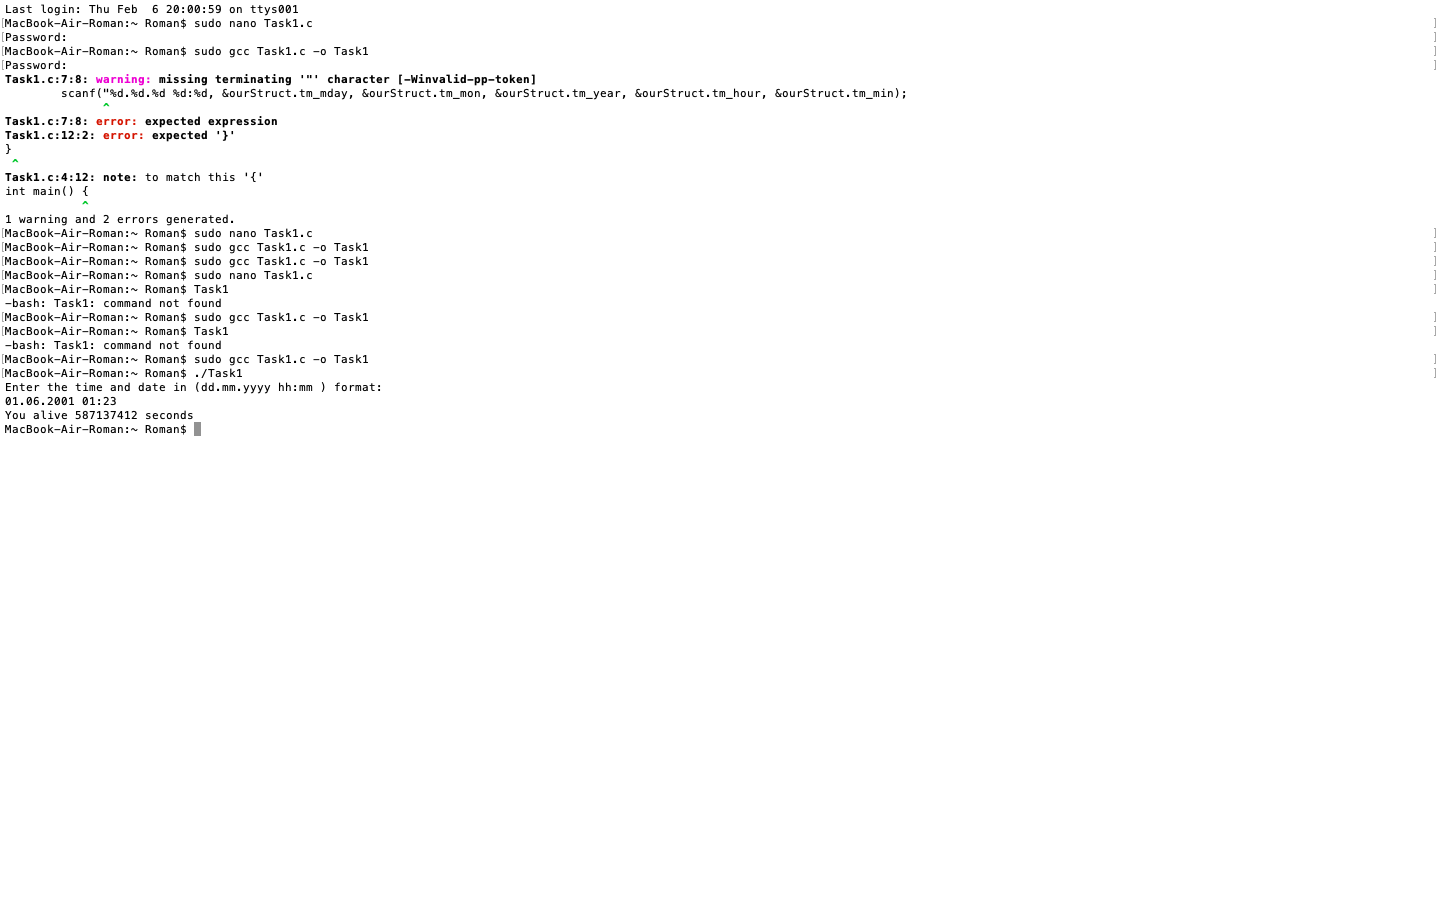 Last login: Thu Feb  6 20:00:59 on ttys001
[MacBook-Air-Roman:~ Roman$ sudo nano Task1.c ]
[Password: ]
[MacBook-Air-Roman:~ Roman$ sudo gcc Task1.c -o Task1 ]
[Password: ]
Task1.c:7:8: warning: missing terminating '"' character [-Winvalid-pp-token]
        scanf("%d.%d.%d %d:%d, &ourStruct.tm_mday, &ourStruct.tm_mon, &ourStruct.tm_year, &ourStruct.tm_hour, &ourStruct.tm_min);
              ^
Task1.c:7:8: error: expected expression
Task1.c:12:2: error: expected '}'
}
 ^
Task1.c:4:12: note: to match this '{'
int main() {
           ^
1 warning and 2 errors generated.
[MacBook-Air-Roman:~ Roman$ sudo nano Task1.c ]
[MacBook-Air-Roman:~ Roman$ sudo gcc Task1.c -o Task1 ]
[MacBook-Air-Roman:~ Roman$ sudo gcc Task1.c -o Task1 ]
[MacBook-Air-Roman:~ Roman$ sudo nano Task1.c ]
[MacBook-Air-Roman:~ Roman$ Task1 ]
-bash: Task1: command not found
[MacBook-Air-Roman:~ Roman$ sudo gcc Task1.c -o Task1 ]
[MacBook-Air-Roman:~ Roman$ Task1 ]
-bash: Task1: command not found
[MacBook-Air-Roman:~ Roman$ sudo gcc Task1.c -o Task1 ]
[MacBook-Air-Roman:~ Roman$ ./Task1 ]
Enter the time and date in (dd.mm.yyyy hh:mm ) format:
01.06.2001 01:23
You alive 587137412 seconds
MacBook-Air-Roman:~ Roman$